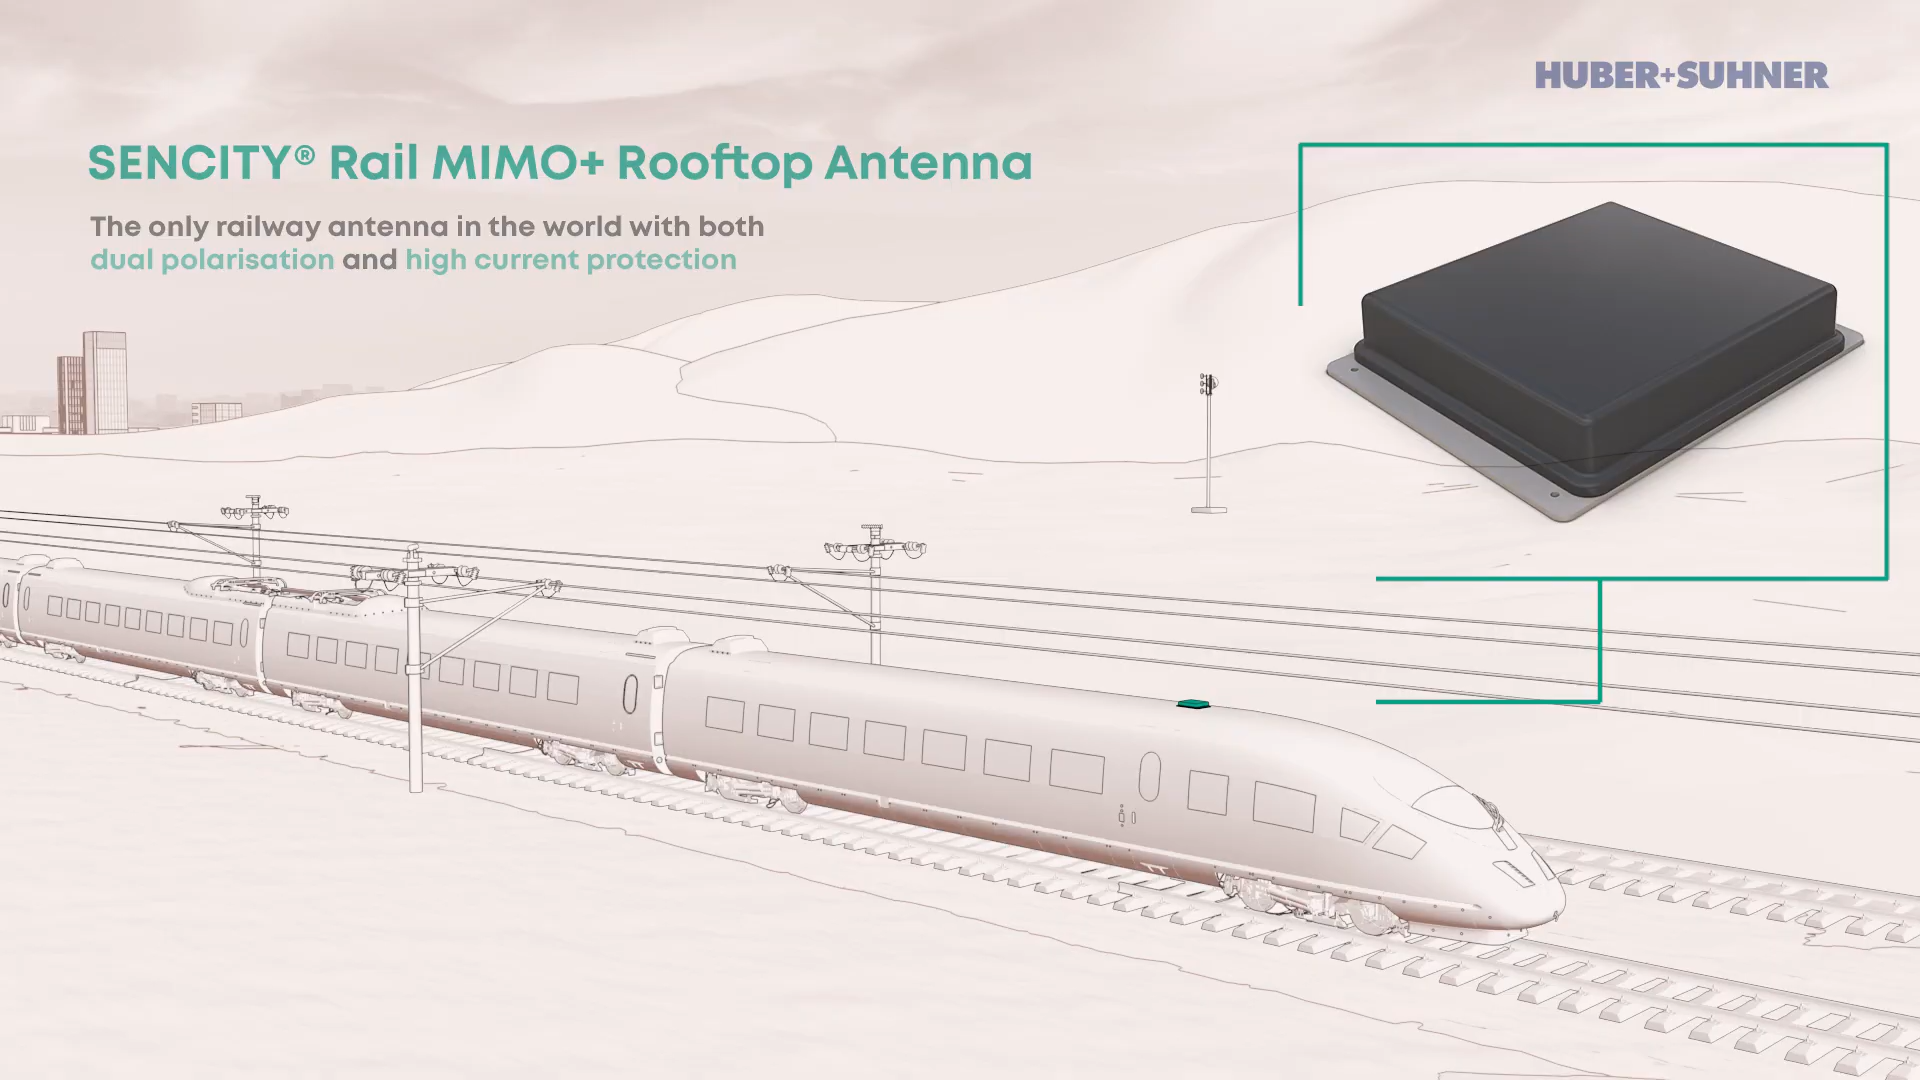 HUBER+SUHNER
SENCITY® Rail MIMO+ Rooftop Antenna
The only railway antenna in the world with both
dual polarisation and high current protection